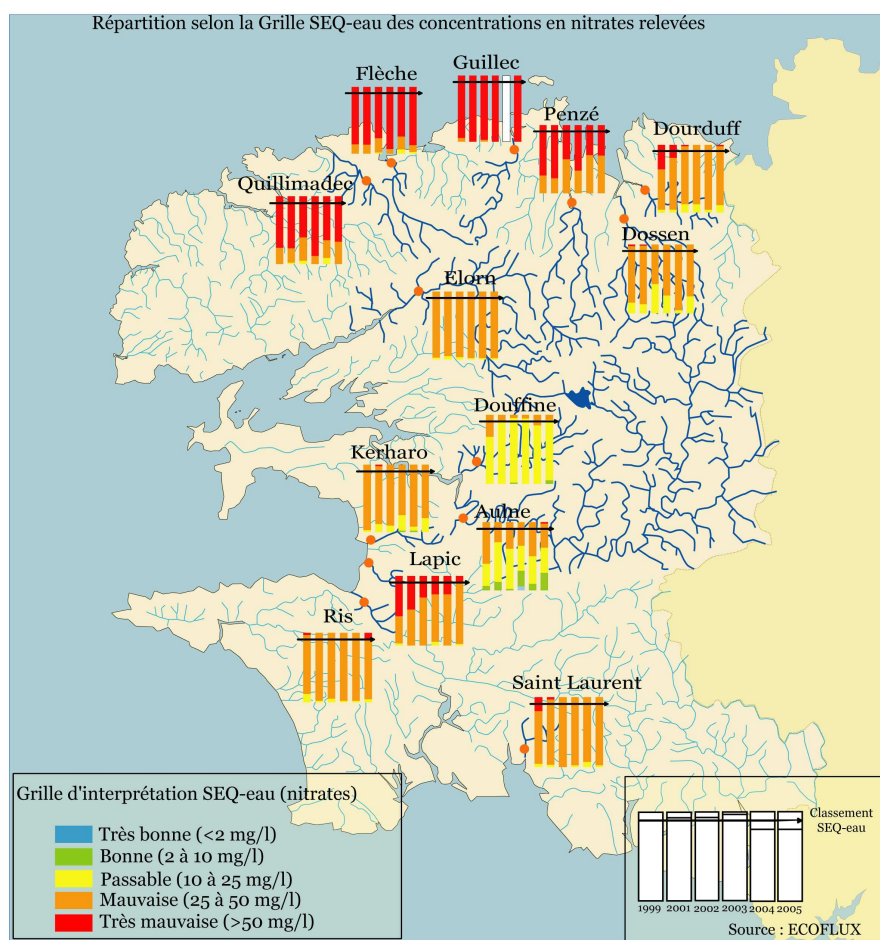 Répartition selon la Grille SEQ-eau des concentrations en nitrates relevées
Guillec
Flèche
Penzé
Dourduff
Quillimadec
Dossen
Elorn
Douffine
Kerharo
Aulne
Lapic
Ris
Saint Laurent
Grille d'interprétation SEQ-eau (nitrates)
Très bonne (<2 mg/l)
Bonne (2 à 10 mg/l)
Passable (10 à 25 mg/l)
Mauvaise (25 à 50 mg/l)
Très mauvaise (>50 mg/l)
Classement
SEQ-eau
1999 2001 2002 2003 2004 2005
Source : ECOFLUX